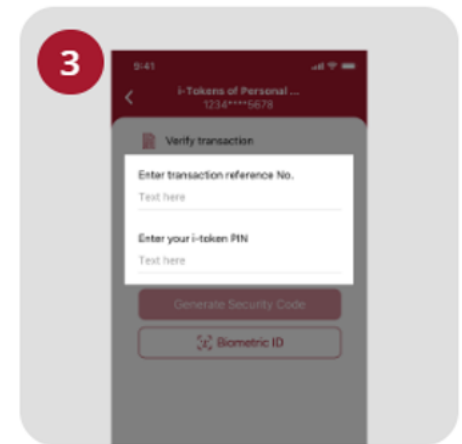 3
9:41
i-Tokens of Personal ...
1234****5678
Verify transaction
Enter transaction reference No.
Text here
Enter your i-token PIN
Text here
Generate Security Code
Biometric ID